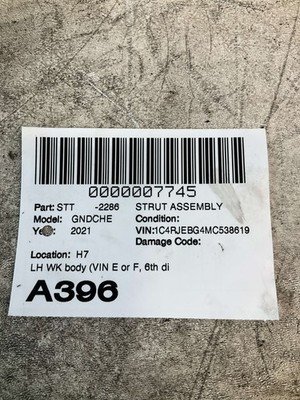 0000007745
Part: STT -2286 STRUT ASSEMBLY
Model: GNDCHE Condition:
2021 VIN:1C4RJEBG4MC538619
Damage Code:
Location: H7
LH WK body (VIN E or F, 6th di
A396